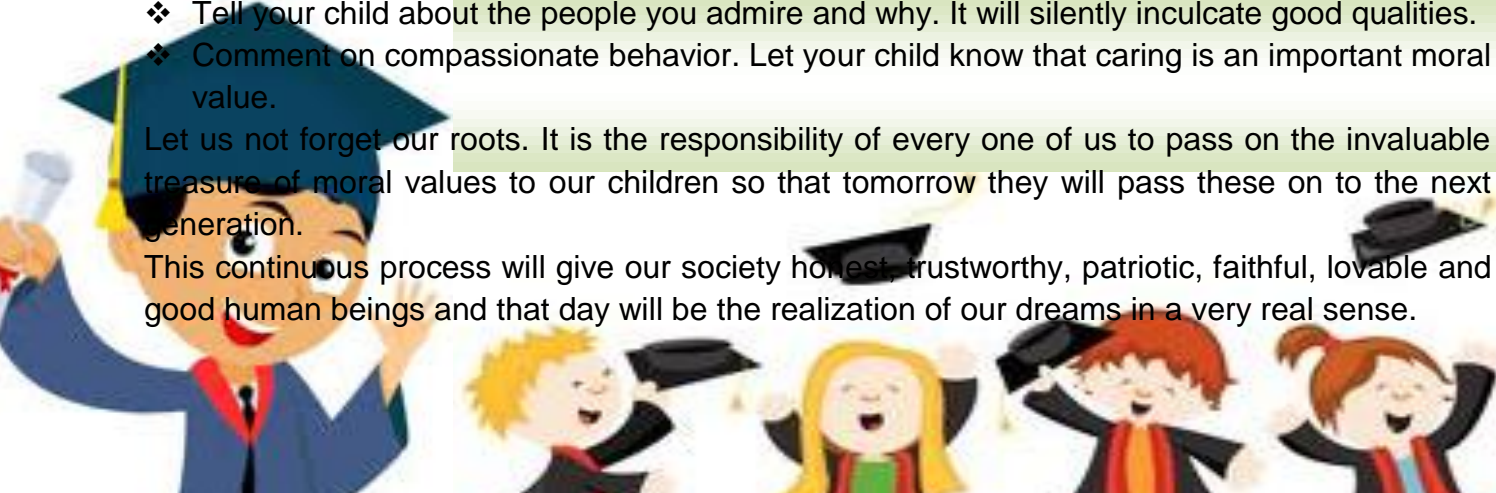 ❖ Tell your child about the people you admire and why. It will silently inculcate good qualities.
❖ Comment on compassionate behavior. Let your child know that caring is an important moral
value.
Let us not forget our roots. It is the responsibility of every one of us to pass on the invaluable
treasure of moral values to our children so that tomorrow they will pass these on to the next
generation.
This continuous process will give our society honest, trustworthy, patriotic, faithful, lovable and
good human beings and that day will be the realization of our dreams in a very real sense.